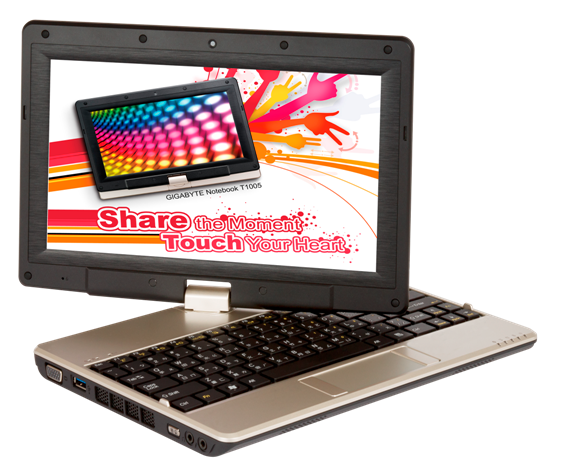 GIGABYTE Notebook T1005
Share the Moment
Touch Your Heart